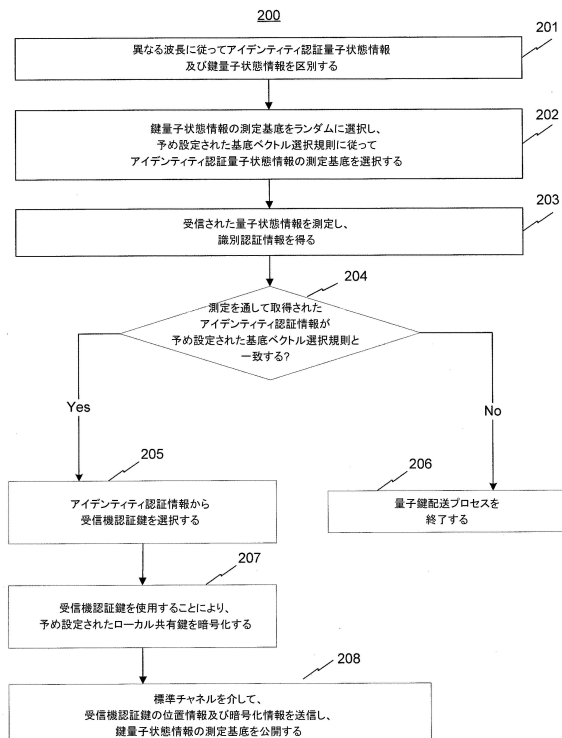 200
201
異なる波長に従ってアイデンティティ認証量子状態情報
及び鍵量子状態情報を区別する
202
鍵量子状態情報の測定基底をランダムに選択し、
予め設定された基底ベクトル選択規則に従って
アイデンティティ認証量子状態情報の測定基底を選択する
203
受信された量子状態情報を測定し、
識別認証情報を得る
204
測定を通して取得された
アイデンティティ認証情報が
予め設定された基底ベクトル選択規則と
一致する?
Yes
No
205
アイデンティティ認証情報から
受信機認証鍵を選択する
206
量子鍵配送プロセスを
終了する
207
受信機認証鍵を使用することにより、
予め設定されたローカル共有鍵を暗号化する
208
標準チャネルを介して、
受信機認証鍵の位置情報及び暗号化情報を送信し、
鍵量子状態情報の測定基底を公開する